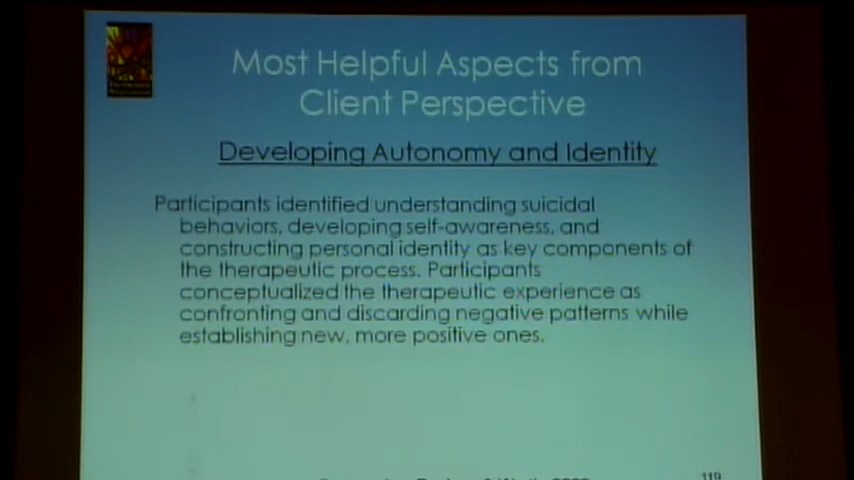 Most Helpful Aspects from
Client Perspective
Developing Autonomy and Identity
Participants identified understanding suicidal
behaviors, developing self-awareness, and
constructing personal identity as key components of
the therapeutic process. Participants
conceptualized the therapeutic experience as
confronting and discarding negative patterns while
establishing new, more positive ones.
119